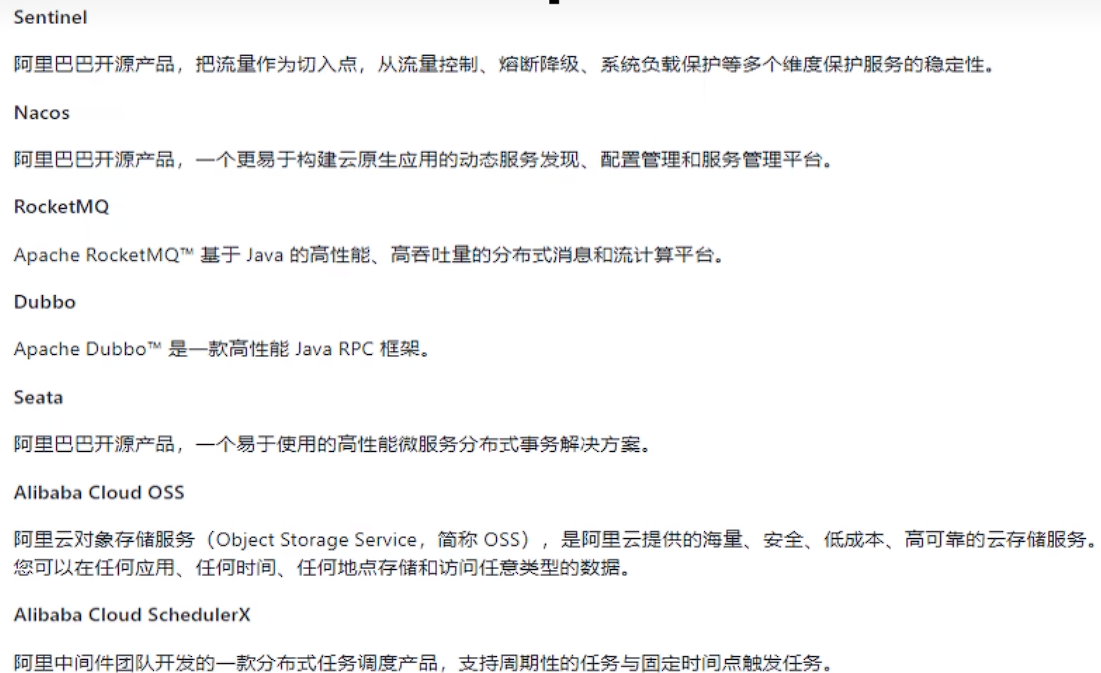 Sentinel
阿里巴巴开源产品，把流量作为切入点，从流量控制、熔断降级、系统负载保护等多个维度保护服务的稳定性。
Nacos
阿里巴巴开源产品，一个更易于构建云原生应用的动态服务发现、配置管理和服务管理平台。
RocketMQ
Apache RocketMQ™ 基于 Java 的高性能、高吞吐量的分布式消息和流计算平台。
Dubbo
Apache Dubbo™ 是一款高性能 Java RPC 框架。
Seata
阿里巴巴开源产品，一个易于使用的高性能微服务分布式事务解决方案。
Alibaba Cloud OSS
阿里云对象存储服务（Object Storage Service，简称 OSS），是阿里云提供的海量、安全、低成本、高可靠的云存储服务。
您可以在任何应用、任何时间、任何地点存储和访问任意类型的数据。
Alibaba Cloud SchedulerX
阿里中间件团队开发的一款分布式任务调度产品，支持周期性的任务与固定时间点触发任务。